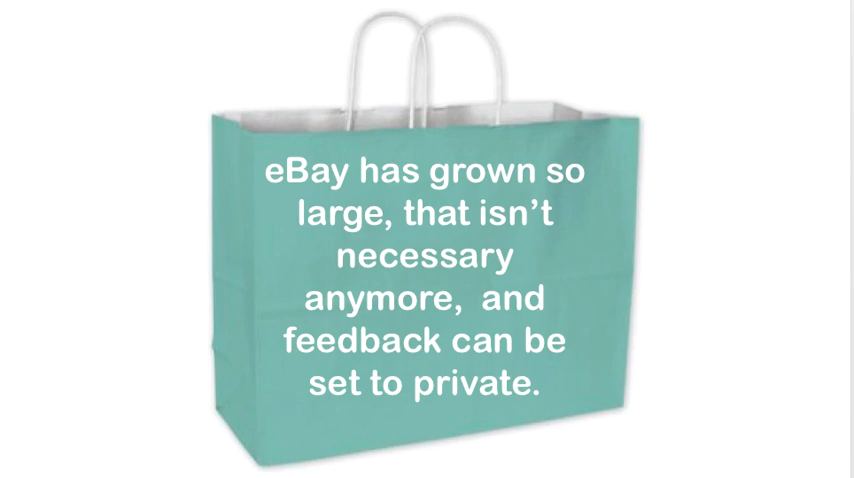 eBay has grown so
large, that isn’t
necessary
anymore,  and
feedback can be
set to private.